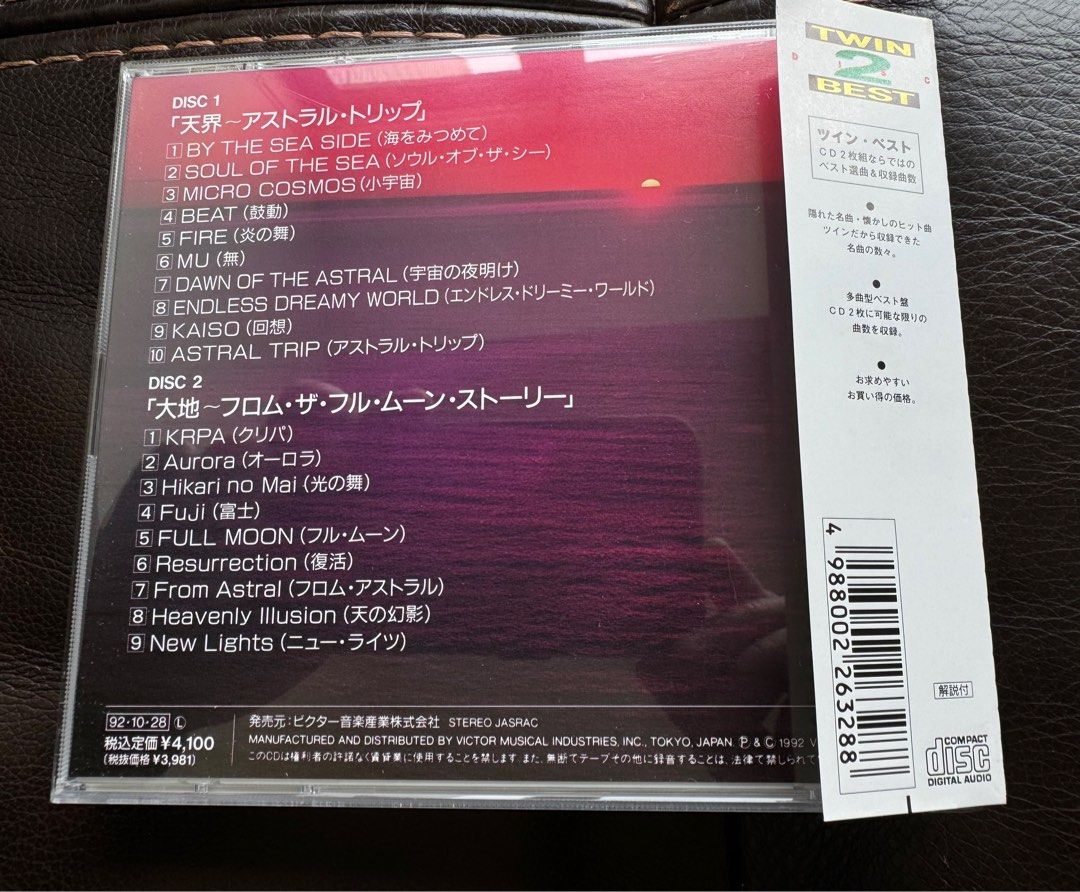 DISC 1
「天界～アストラル・トリップ」
1 BY THE SEA SIDE (海をみつめて)
2 SOUL OF THE SEA (ソウル・オブ・ザ・シー)
3 MICRO COSMOS (小宇宙)
4 BEAT (鼓動)
5 FIRE (炎の舞)
6 MU (無)
7 DAWN OF THE ASTRAL (宇宙の夜明け)
8 ENDLESS DREAMY WORLD (エンドレス・ドリーミー・ワールド)
9 KAISO (回想)
10 ASTRAL TRIP (アストラル・トリップ)
DISC 2
「大地～フロム・ザ・フル・ムーン・ストーリー」
1 KRPA (クリパ)
2 Aurora (オーロラ)
3 Hikari no Mai (光の舞)
4 Fuji (富士)
5 FULL MOON (フル・ムーン)
6 Resurrection (復活)
7 From Astral (フロム・アストラル)
8 Heavenly Illusion (天の幻影)
9 New Lights (ニュー・ライツ)
92・10・28 Ⓛ
税込定価¥4,100
(税抜価格¥3,981)
発売元：ビクター音楽産業株式会社 STEREO JASRAC
MANUFACTURED AND DISTRIBUTED BY VICTOR MUSICAL INDUSTRIES, INC., TOKYO, JAPAN Ⓟ & Ⓒ 1992 V
このCDは権利者の許諾なく賃貸業に使用することを禁じます。また、無断でテープその他に録音することは、法律で禁じられて
TWIN
DISC
2
BEST
ツイン・ベスト
CD2枚組ならではの
ベスト選曲&収録曲数
●
隠れた名曲・懐かしのヒット曲
ツインだから収録できた
名曲の数々。
●
多曲型ベスト盤
CD2枚に可能な限りの
曲数を収録。
●
お求めやすい
お買い得の価格。
4 988002 263288
解説付
COMPACT
disc
DIGITAL AUDIO